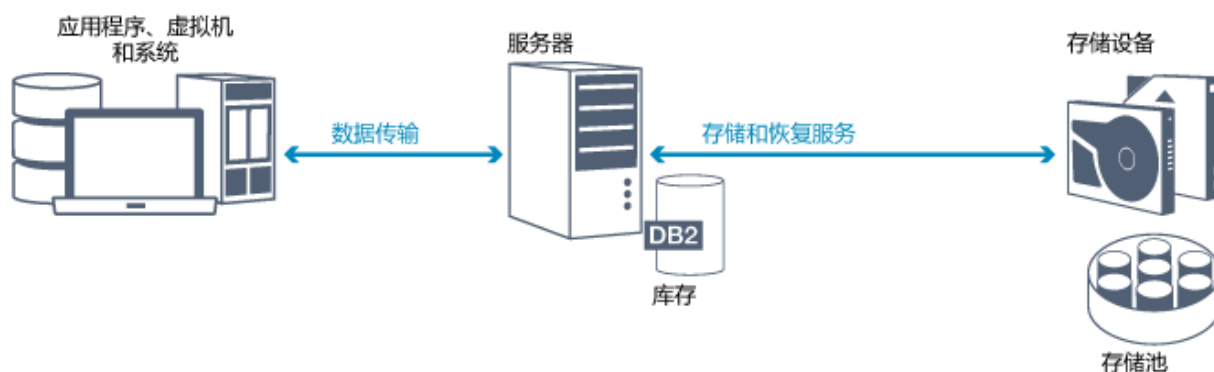 应用程序、虚拟机
和系统
服务器
存储设备
数据传输
存储和恢复服务
DB2
库存
存储池